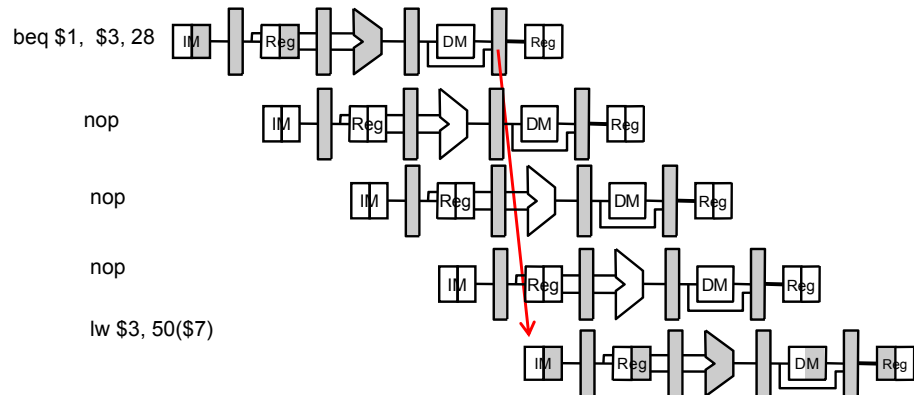 beq $1, $3, 28 IM Reg DM Reg
nop IM Reg DM Reg
nop IM Reg DM Reg
nop IM Reg DM Reg
lw $3, 50($7) IM Reg DM Reg